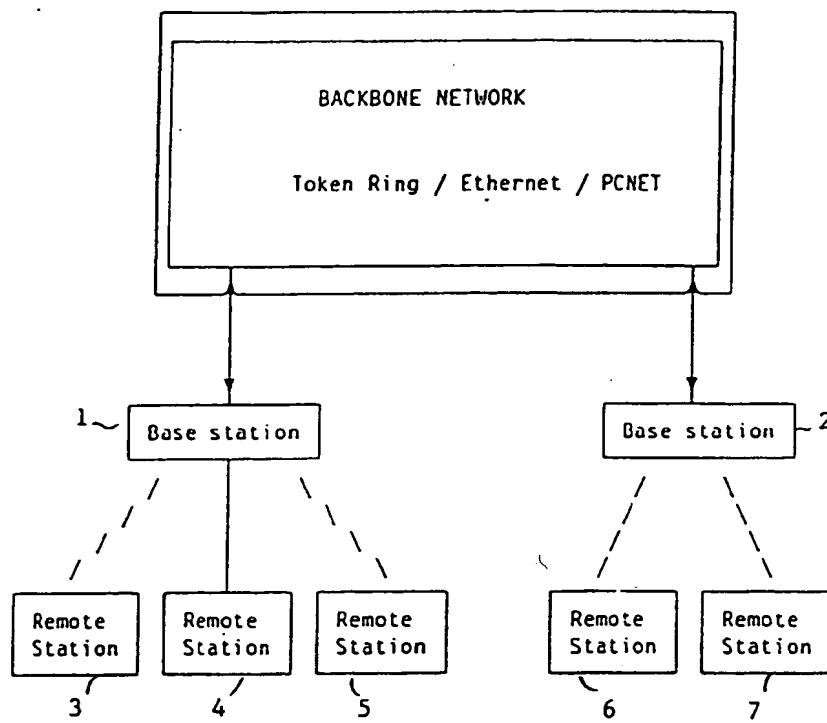 BACKBONE NETWORK
Token Ring / Ethernet / PCNET
1
Base station
Base station
2
Remote
Station
Remote
Station
Remote
Station
Remote
Station
Remote
Station
3
4
5
6
7